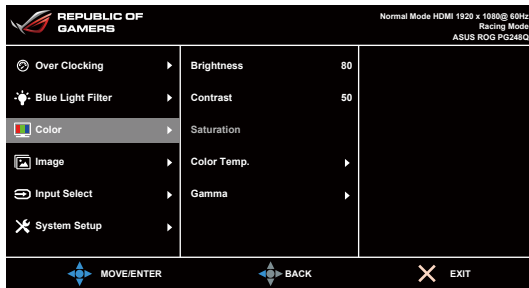 REPUBLIC OF
GAMERS
Normal Mode HDMI 1920 x 1080@ 60Hz
Racing Mode
ASUS ROG PG248Q
Over Clocking
Blue Light Filter
Color
Image
Input Select
System Setup
Brightness 80
Contrast 50
Saturation
Color Temp.
Gamma
MOVE/ENTER BACK EXIT